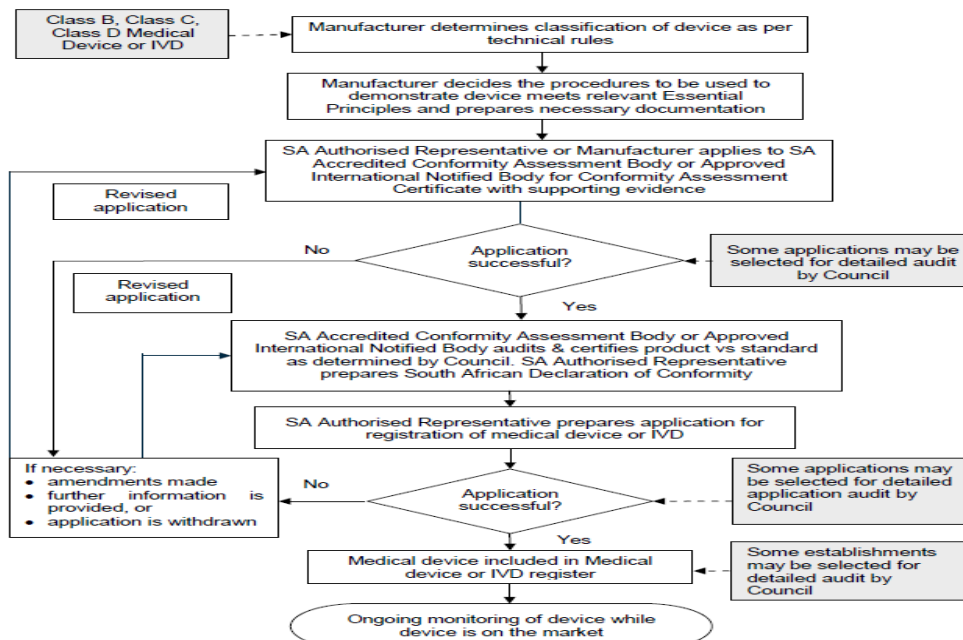 Class B, Class C,
Class D Medical
Device or IVD
Manufacturer determines classification of device as per
technical rules
Manufacturer decides the procedures to be used to
demonstrate device meets relevant Essential
Principles and prepares necessary documentation
SA Authorised Representative or Manufacturer applies to SA
Accredited Conformity Assessment Body or Approved
International Notified Body for Conformity Assessment
Certificate with supporting evidence
Revised
application
No
Application
successful?
Some applications may be
selected for detailed audit
by Council
Revised
application
Yes
SA Accredited Conformity Assessment Body or Approved
International Notified Body audits & certifies product vs standard
as determined by Council. SA Authorised Representative
prepares South African Declaration of Conformity
SA Authorised Representative prepares application for
registration of medical device or IVD
If necessary:
• amendments made
• further information is
provided, or
• application is withdrawn
No
Application
successful?
Some applications may
be selected for detailed
application audit by
Council
Yes
Medical device included in Medical
device or IVD register
Some establishments
may be selected for
detailed audit by
Council
Ongoing monitoring of device while
device is on the market